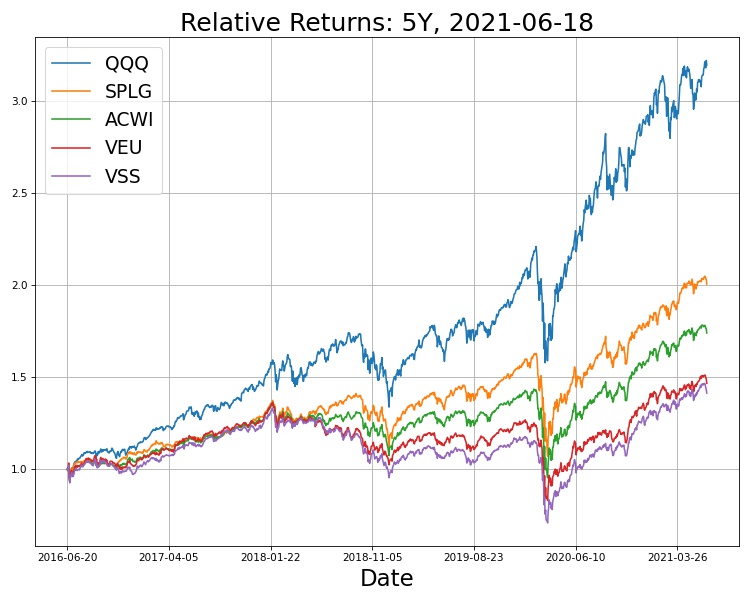 Relative Returns: 5Y, 2021-06-18
QQQ
SPLG
ACWI
VEU
VSS
3.0
2.5
2.0
1.5
1.0
2016-06-20 2017-04-05 2018-01-22 2018-11-05 2019-08-23 2020-06-10 2021-03-26
Date